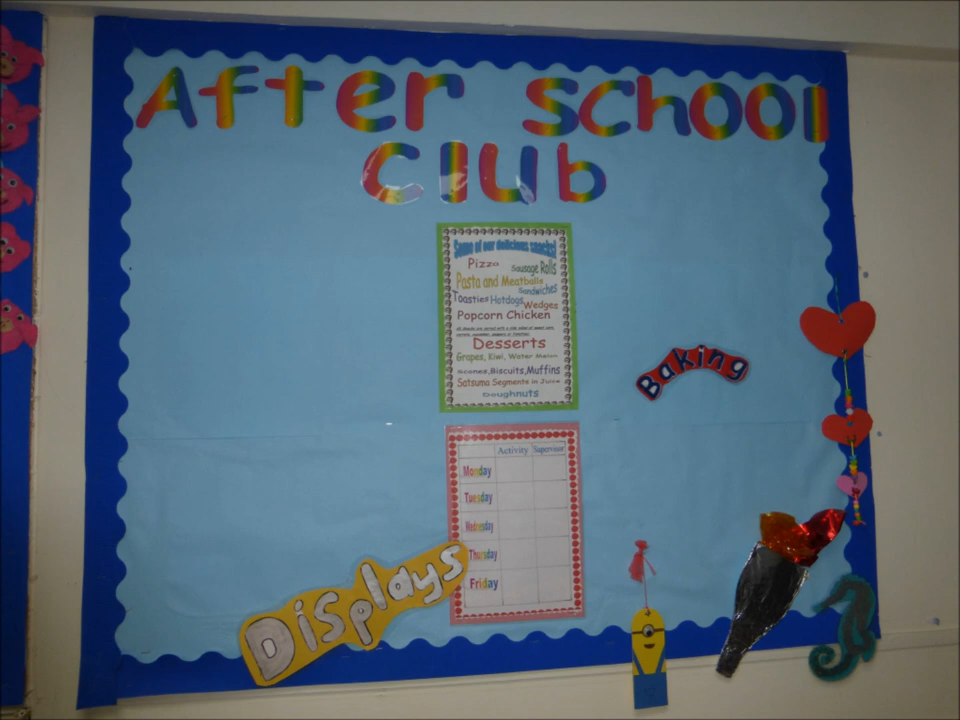 After school
Club
Some of our delicious snacks!
Pizza
Sausage Rolls
Pasta and Meatballs
Sandwiches
Toasties Hotdogs Wedges
Popcorn Chicken
Desserts
Grapes, Kiwi, Water Melon
Scones, Biscuits, Muffins
Satsuma Segments in Juice
Doughnuts
Baking
Activity Supervisor
Monday
Tuesday
Wednesday
Thursday
Friday
Displays